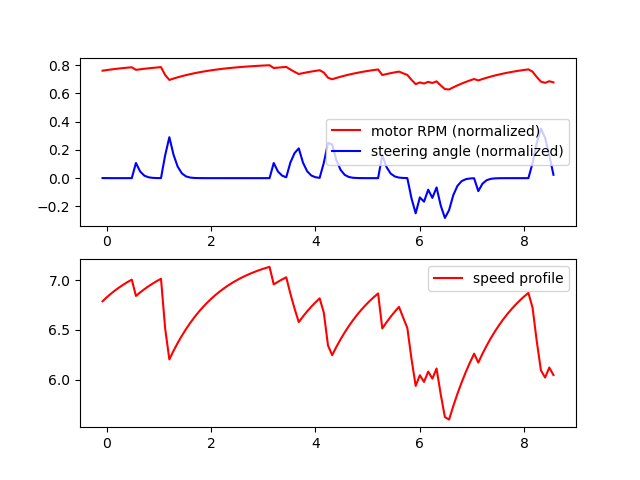 0.8
0.6
0.4
0.2
0.0
−0.2
motor RPM (normalized)
steering angle (normalized)
0 2 4 6 8
7.0
6.5
6.0
speed profile
0 2 4 6 8